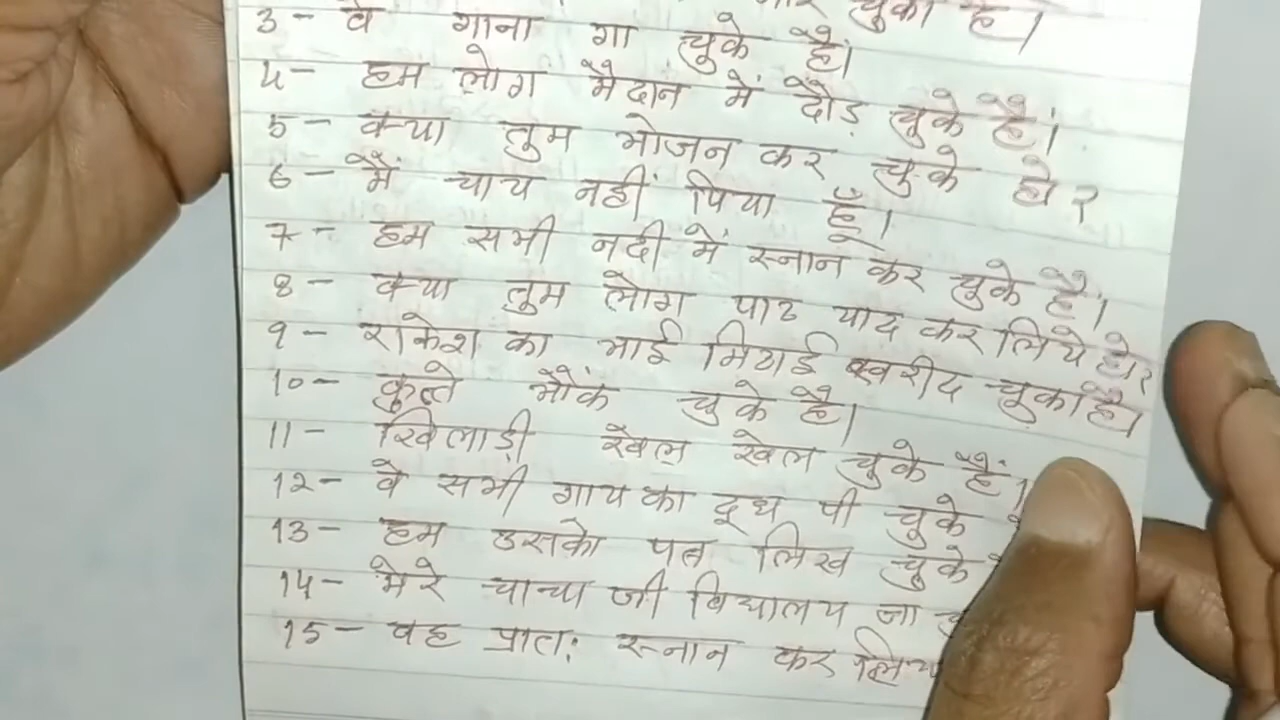 चुका है।
3- वे गाना गा चुके हैं।
4- हम लोग मैदान में दौड़ चुके हैं।
5- क्या तुम भोजन कर चुके हो?
6- मैं चाय नहीं पिया हूँ।
7- हम सभी नदी में स्नान कर चुके हैं।
8- क्या तुम लोग पाठ याद कर लिये हो?
9- राकेश का भाई मिठाई खरीद चुका है।
10- कुत्ते भौंक चुके है।
11- खिलाड़ी खेल खेल चुके हैं।
12- वे सभी गाय का दूध पी चुके
13- हम उसको पत्र लिख चुके
14- मेरे चाचा जी विद्यालय जा
15- वह प्रातः स्नान कर